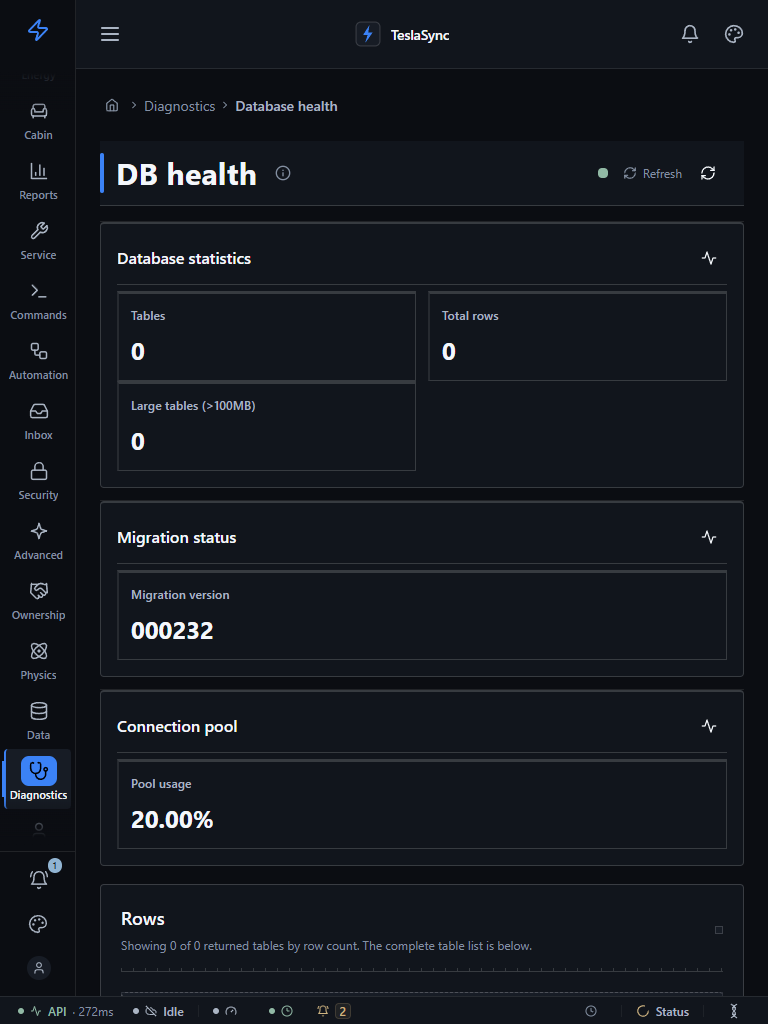 TeslaSync
Cabin
Reports
Service
Commands
Automation
Inbox
Security
Advanced
Ownership
Physics
Data
Diagnostics
1
Diagnostics
Database health
DB health
Refresh
Database statistics
Tables
0
Total rows
0
Large tables (>100MB)
0
Migration status
Migration version
000232
Connection pool
Pool usage
20.00%
Rows
Showing 0 of 0 returned tables by row count. The complete table list is below.
API · 272ms
Idle
2
Status